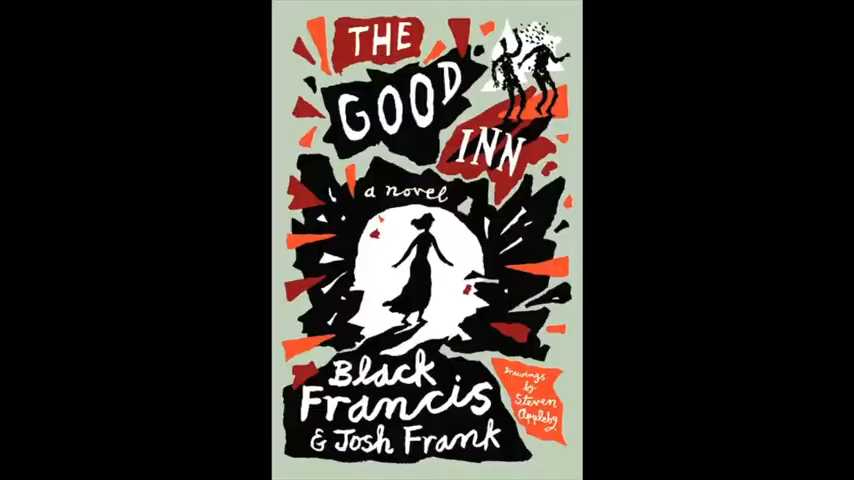 THE
GOOD
INN
a novel
Black
Francis
& Josh Frank
Drawings
by
Steven
Appleby